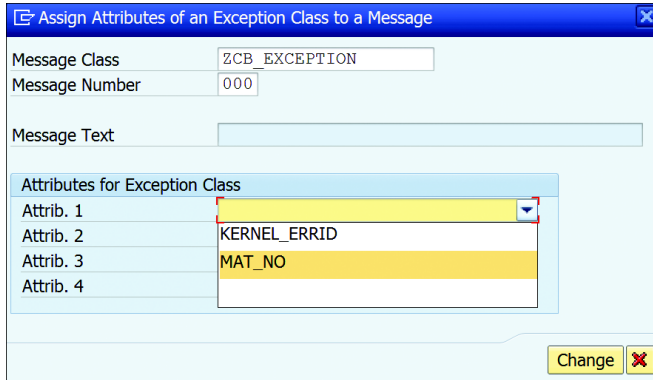 Assign Attributes of an Exception Class to a Message
Message Class ZCB_EXCEPTION
Message Number 000
Message Text
Attributes for Exception Class
Attrib. 1
Attrib. 2 KERNEL_ERRID
Attrib. 3 MAT_NO
Attrib. 4
Change